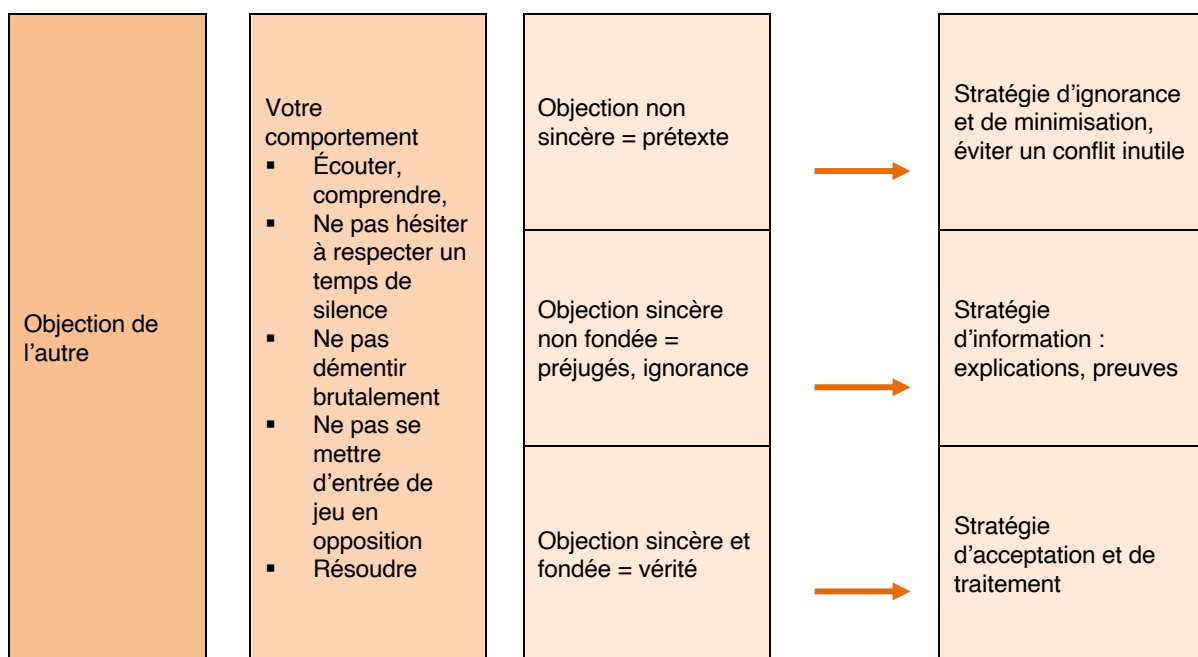 Objection de
l’autre
Votre
comportement
▪ Écouter,
comprendre,
▪ Ne pas hésiter
à respecter un
temps de
silence
▪ Ne pas
démentir
brutalement
▪ Ne pas se
mettre
d’entrée de
jeu en
opposition
▪ Résoudre
Objection non
sincère = prétexte
Stratégie d’ignorance
et de minimisation,
éviter un conflit inutile
Objection sincère
non fondée =
préjugés, ignorance
Stratégie
d’information :
explications, preuves
Objection sincère et
fondée = vérité
Stratégie
d’acceptation et de
traitement